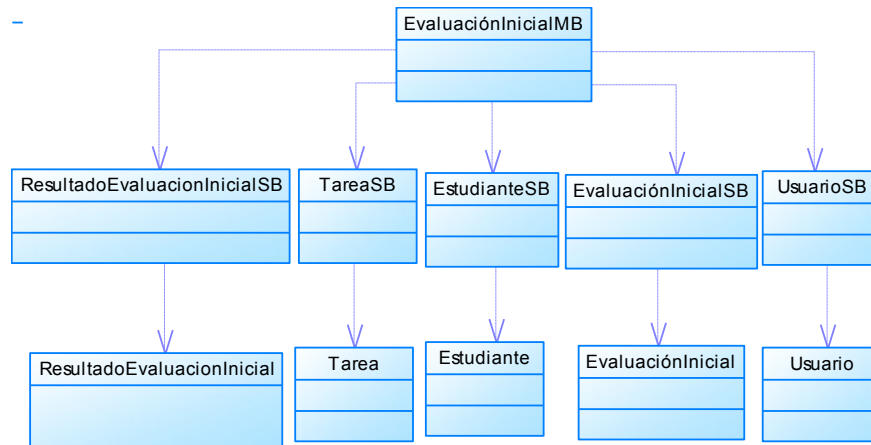 EvaluaciónInicialMB
ResultadoEvaluacionInicialSB
TareaSB
EstudianteSB
EvaluaciónInicialSB
UsuarioSB
ResultadoEvaluacionInicial
Tarea
Estudiante
EvaluaciónInicial
Usuario